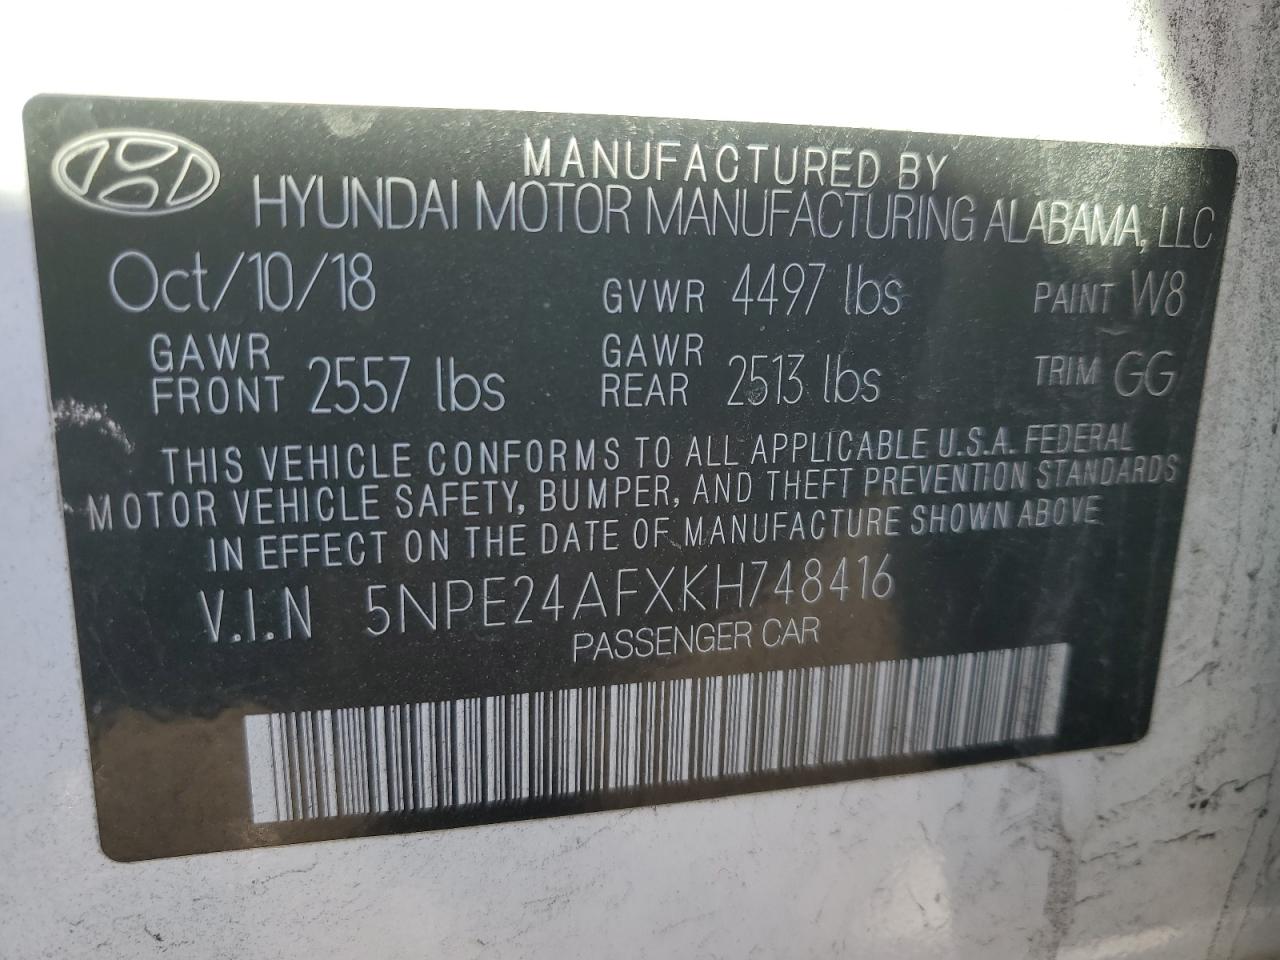 MANUFACTURED BY
HYUNDAI MOTOR MANUFACTURING ALABAMA, LLC
Oct/10/18 GVWR 4497 lbs PAINT W8
GAWR FRONT 2557 lbs GAWR REAR 2513 lbs TRIM GG
THIS VEHICLE CONFORMS TO ALL APPLICABLE U.S.A. FEDERAL
MOTOR VEHICLE SAFETY, BUMPER, AND THEFT PREVENTION STANDARDS
IN EFFECT ON THE DATE OF MANUFACTURE SHOWN ABOVE
V.I.N 5NPE24AFXKH748416
PASSENGER CAR